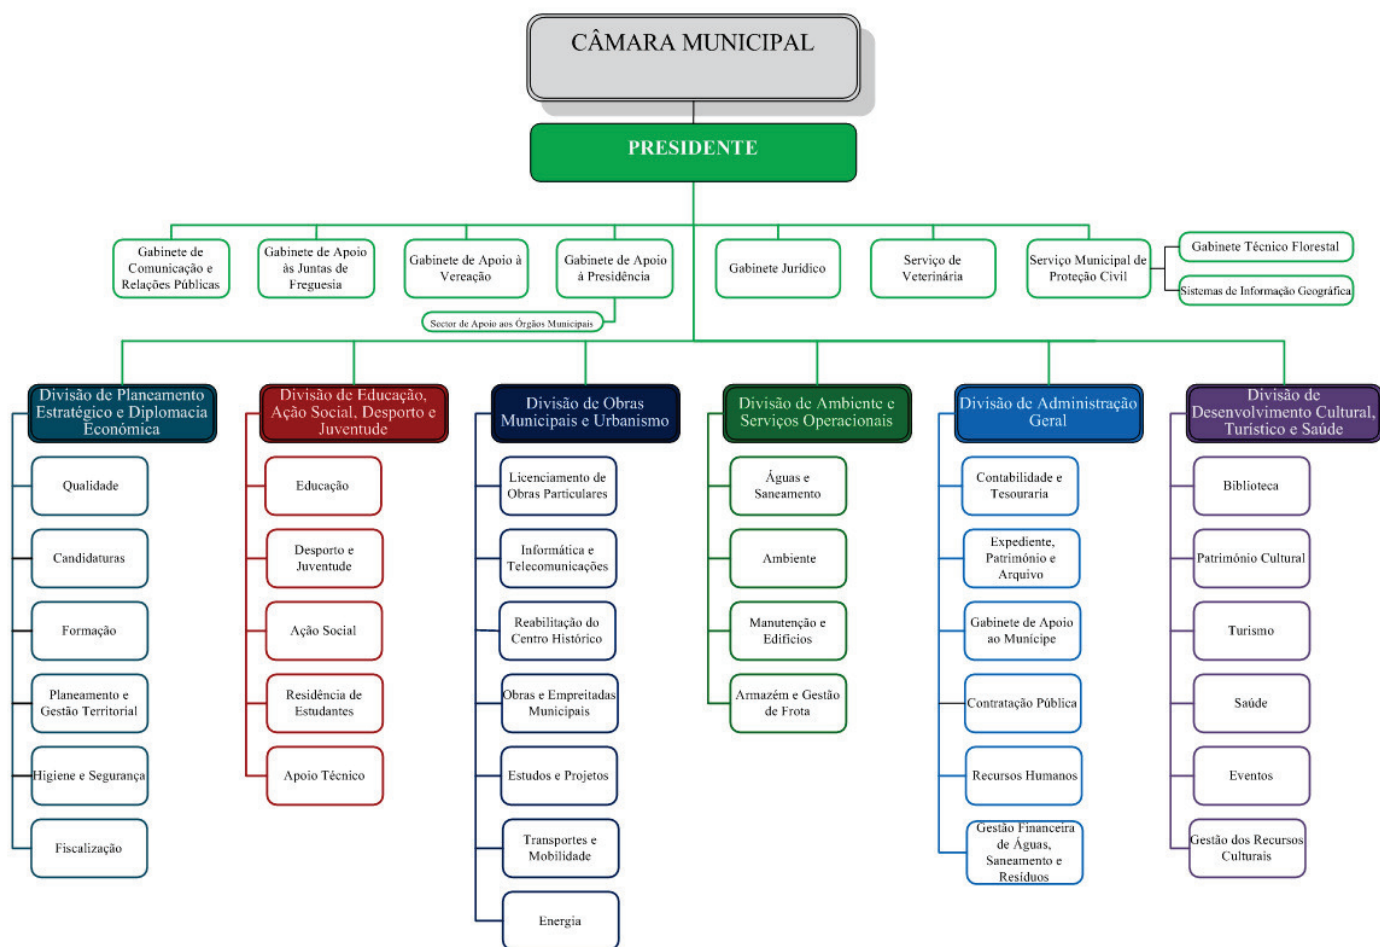 CÂMARA MUNICIPAL
PRESIDENTE
Gabinete de
Comunicação e
Relações Públicas
Gabinete de Apoio
às Juntas de
Freguesia
Gabinete de Apoio à
Vereação
Gabinete de Apoio
à Presidência
Gabinete Jurídico
Serviço de
Veterinária
Serviço Municipal de
Proteção Civil
Gabinete Técnico Florestal
Sistemas de Informação Geográfica
Sector de Apoio aos Órgãos Municipais
Divisão de Planeamento
Estratégico e Diplomacia
Económica
Qualidade
Candidaturas
Formação
Planeamento e
Gestão Territorial
Higiene e Segurança
Fiscalização
Divisão de Educação,
Ação Social, Desporto e
Juventude
Educação
Desporto e
Juventude
Ação Social
Residência de
Estudantes
Apoio Técnico
Divisão de Obras
Municipais e Urbanismo
Licenciamento de
Obras Particulares
Informática e
Telecomunicações
Reabilitação do
Centro Histórico
Obras e Empreitadas
Municipais
Estudos e Projetos
Transportes e
Mobilidade
Energia
Divisão de Ambiente e
Serviços Operacionais
Águas e
Saneamento
Ambiente
Manutenção e
Edifícios
Armazém e Gestão
de Frota
Divisão de Administração
Geral
Contabilidade e
Tesouraria
Expediente,
Património e
Arquivo
Gabinete de Apoio
ao Munícipe
Contratação Pública
Recursos Humanos
Gestão Financeira
de Águas,
Saneamento e
Resíduos
Divisão de
Desenvolvimento Cultural,
Turístico e Saúde
Biblioteca
Património Cultural
Turismo
Saúde
Eventos
Gestão dos Recursos
Culturais